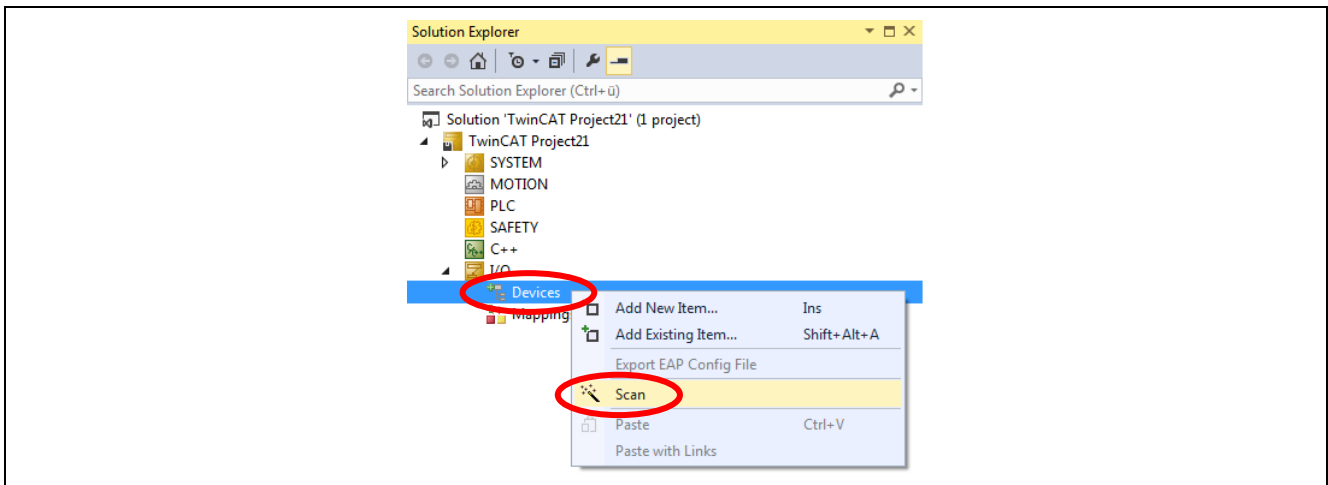 Solution Explorer
Search Solution Explorer (Ctrl+ü)
Solution 'TwinCAT Project21' (1 project)
TwinCAT Project21
SYSTEM
MOTION
PLC
SAFETY
C++
I/O
Devices
Mapping
Add New Item... Ins
Add Existing Item... Shift+Alt+A
Export EAP Config File
Scan
Paste Ctrl+V
Paste with Links